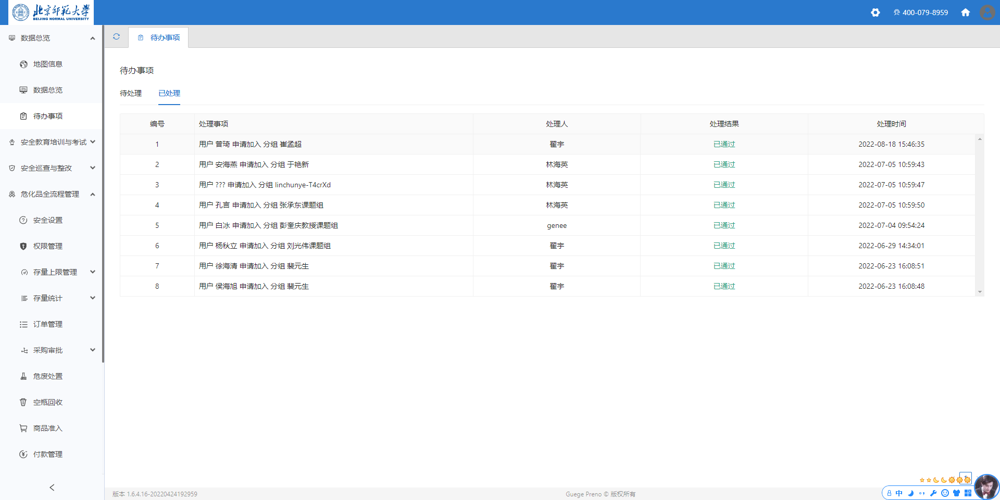 北京师范大学
BEIJING NORMAL UNIVERSITY
400-079-8959
数据总览
地图信息
数据总览
待办事项
安全教育培训与考试
安全巡查与整改
危化品全流程管理
安全设置
权限管理
存量上限管理
存量统计
订单管理
采购审批
危废处置
空瓶回收
商品准入
付款管理
待办事项
待办事项
待处理 已处理
编号 处理事项 处理人 处理结果 处理时间
1 用户 曾琦 申请加入 分组 崔孟超 翟宇 已通过 2022-08-18 15:46:35
2 用户 安海燕 申请加入 分组 于艳新 林海英 已通过 2022-07-05 10:59:43
3 用户 ??? 申请加入 分组 linchunye-T4crXd 林海英 已通过 2022-07-05 10:59:47
4 用户 孔言 申请加入 分组 张承东课题组 林海英 已通过 2022-07-05 10:59:50
5 用户 白冰 申请加入 分组 彭奎庆教授课题组 genee 已通过 2022-07-04 09:54:24
6 用户 杨秋立 申请加入 分组 刘光伟课题组 翟宇 已通过 2022-06-29 14:34:01
7 用户 徐海清 申请加入 分组 裴元生 翟宇 已通过 2022-06-23 16:08:51
8 用户 侯海旭 申请加入 分组 裴元生 翟宇 已通过 2022-06-23 16:08:48
版本 1.6.4.16-20220424192959
Guege Preno © 版权所有
中